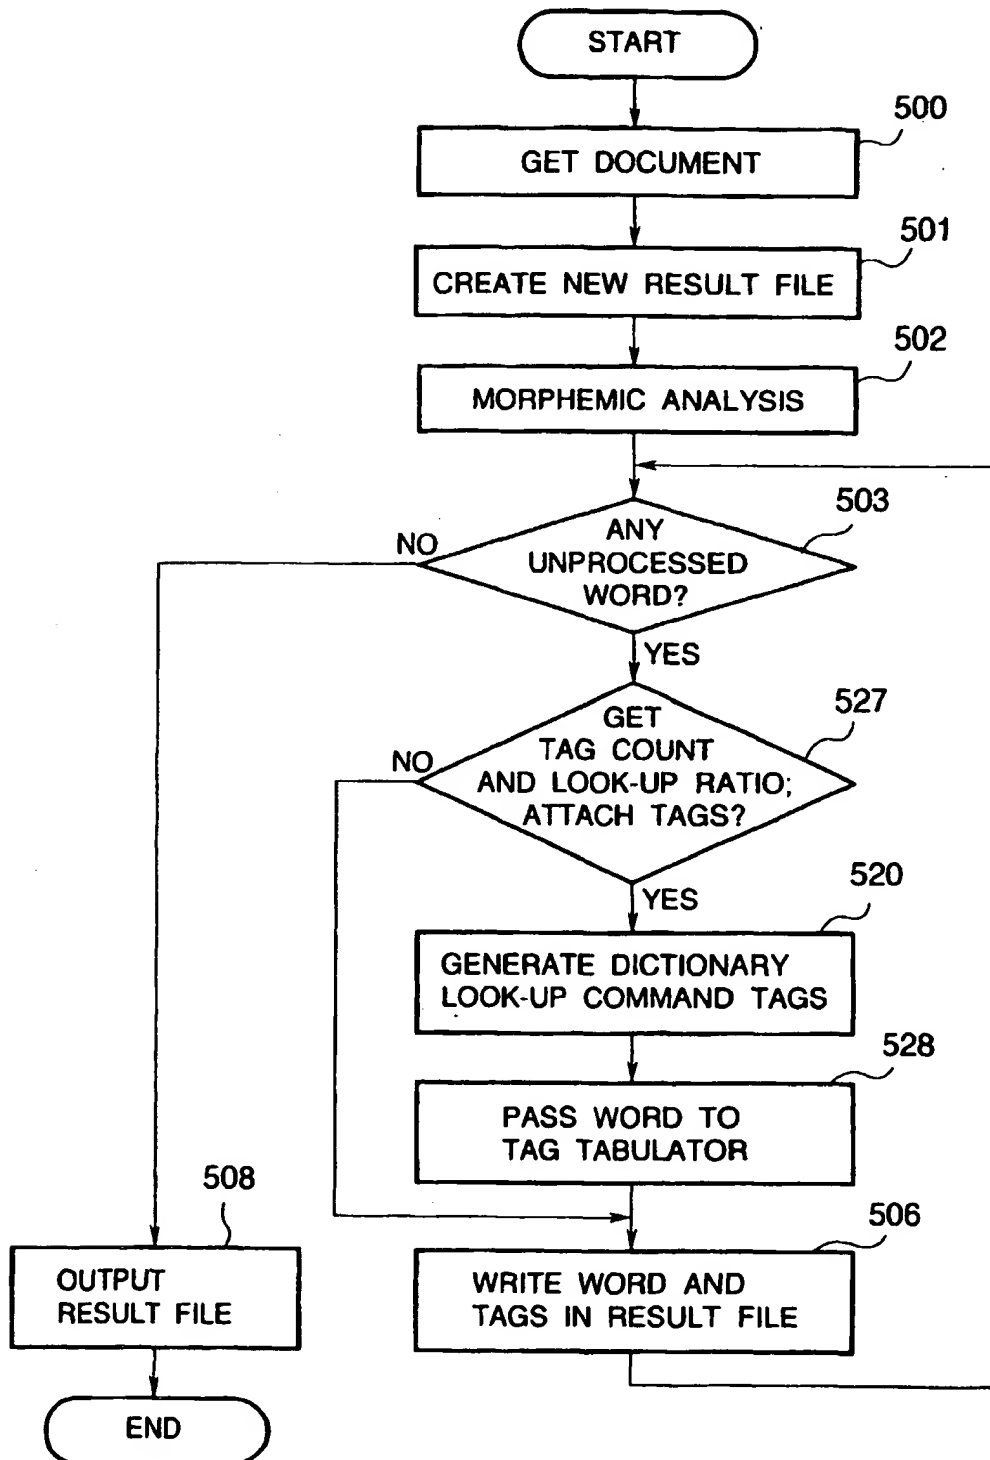 START
500
GET DOCUMENT
501
CREATE NEW RESULT FILE
502
MORPHEMIC ANALYSIS
503
ANY
UNPROCESSED
WORD?
NO
YES
527
GET
TAG COUNT
AND LOOK-UP RATIO;
ATTACH TAGS?
NO
YES
520
GENERATE DICTIONARY
LOOK-UP COMMAND TAGS
528
PASS WORD TO
TAG TABULATOR
506
WRITE WORD AND
TAGS IN RESULT FILE
508
OUTPUT
RESULT FILE
END